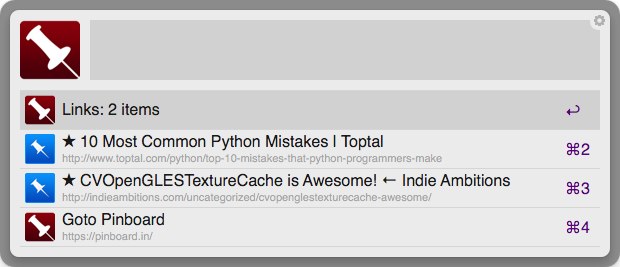 Links: 2 items
↩
★ 10 Most Common Python Mistakes | Toptal
http://www.toptal.com/python/top-10-mistakes-that-python-programmers-make
⌘2
★ CVOpenGLESTextureCache is Awesome! ← Indie Ambitions
http://indieambitions.com/uncategorized/cvopenglestexturecache-awesome/
⌘3
Goto Pinboard
https://pinboard.in/
⌘4